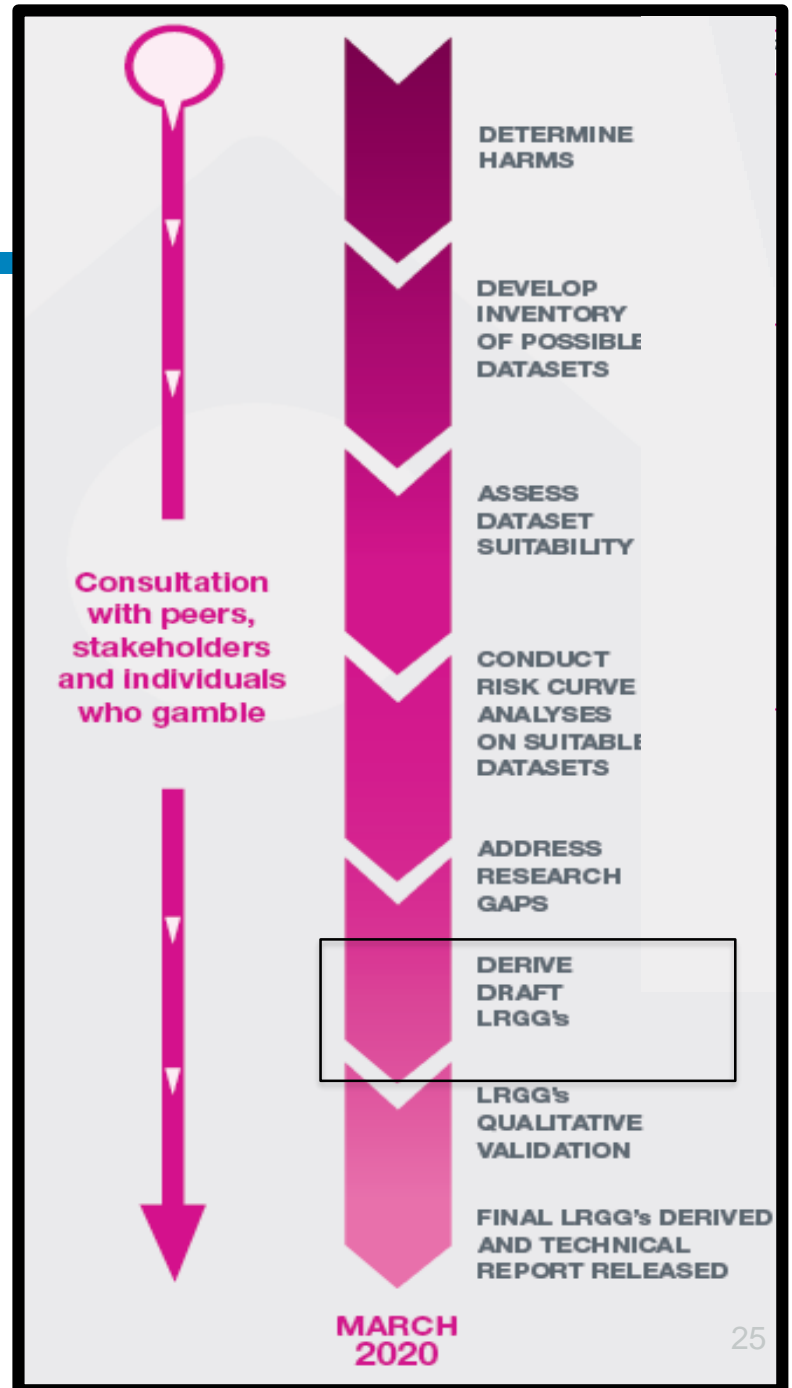 DETERMINE
HARMS
DEVELOP
INVENTORY
OF POSSIBLE
DATASETS
ASSESS
DATASET
SUITABILITY
Consultation
with peers,
stakeholders
and individuals
who gamble
CONDUCT
RISK CURVE
ANALYSES
ON SUITABLE
DATASETS
ADDRESS
RESEARCH
GAPS
DERIVE
DRAFT
LRGG's
LRGG's
QUALITATIVE
VALIDATION
FINAL LRGG's DERIVED
AND TECHNICAL
REPORT RELEASED
MARCH
2020
25